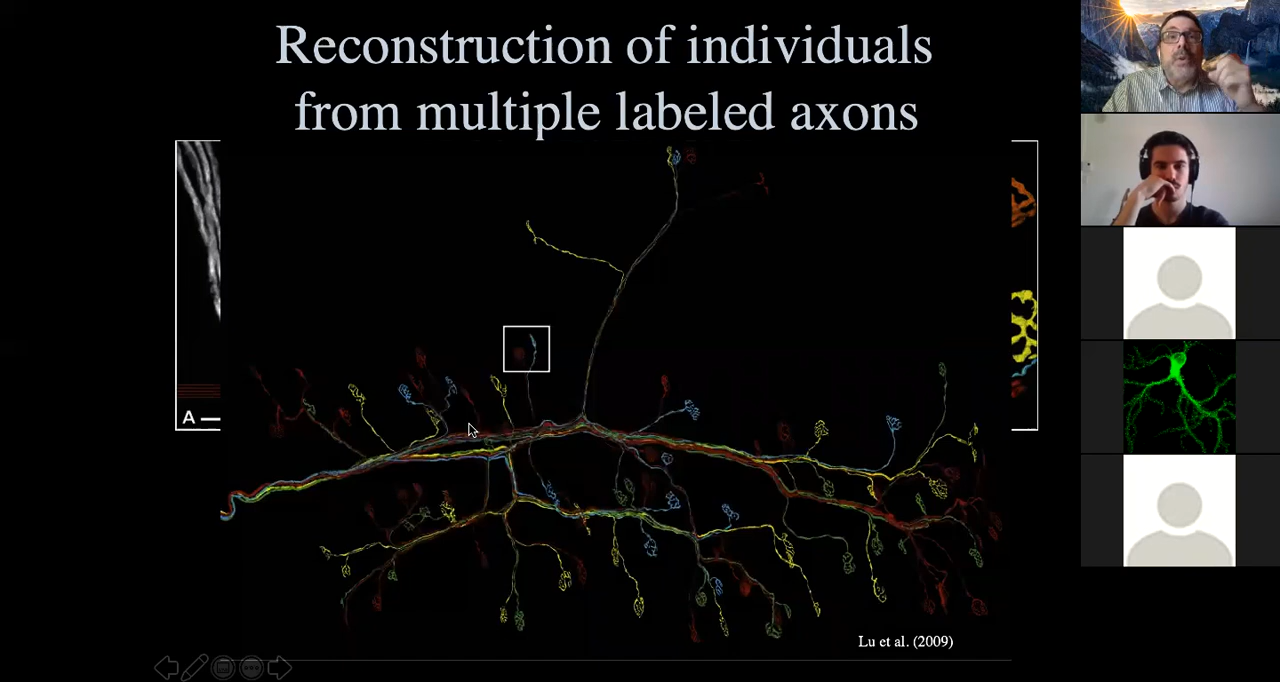 Reconstruction of individuals
from multiple labeled axons
A
Lu et al. (2009)